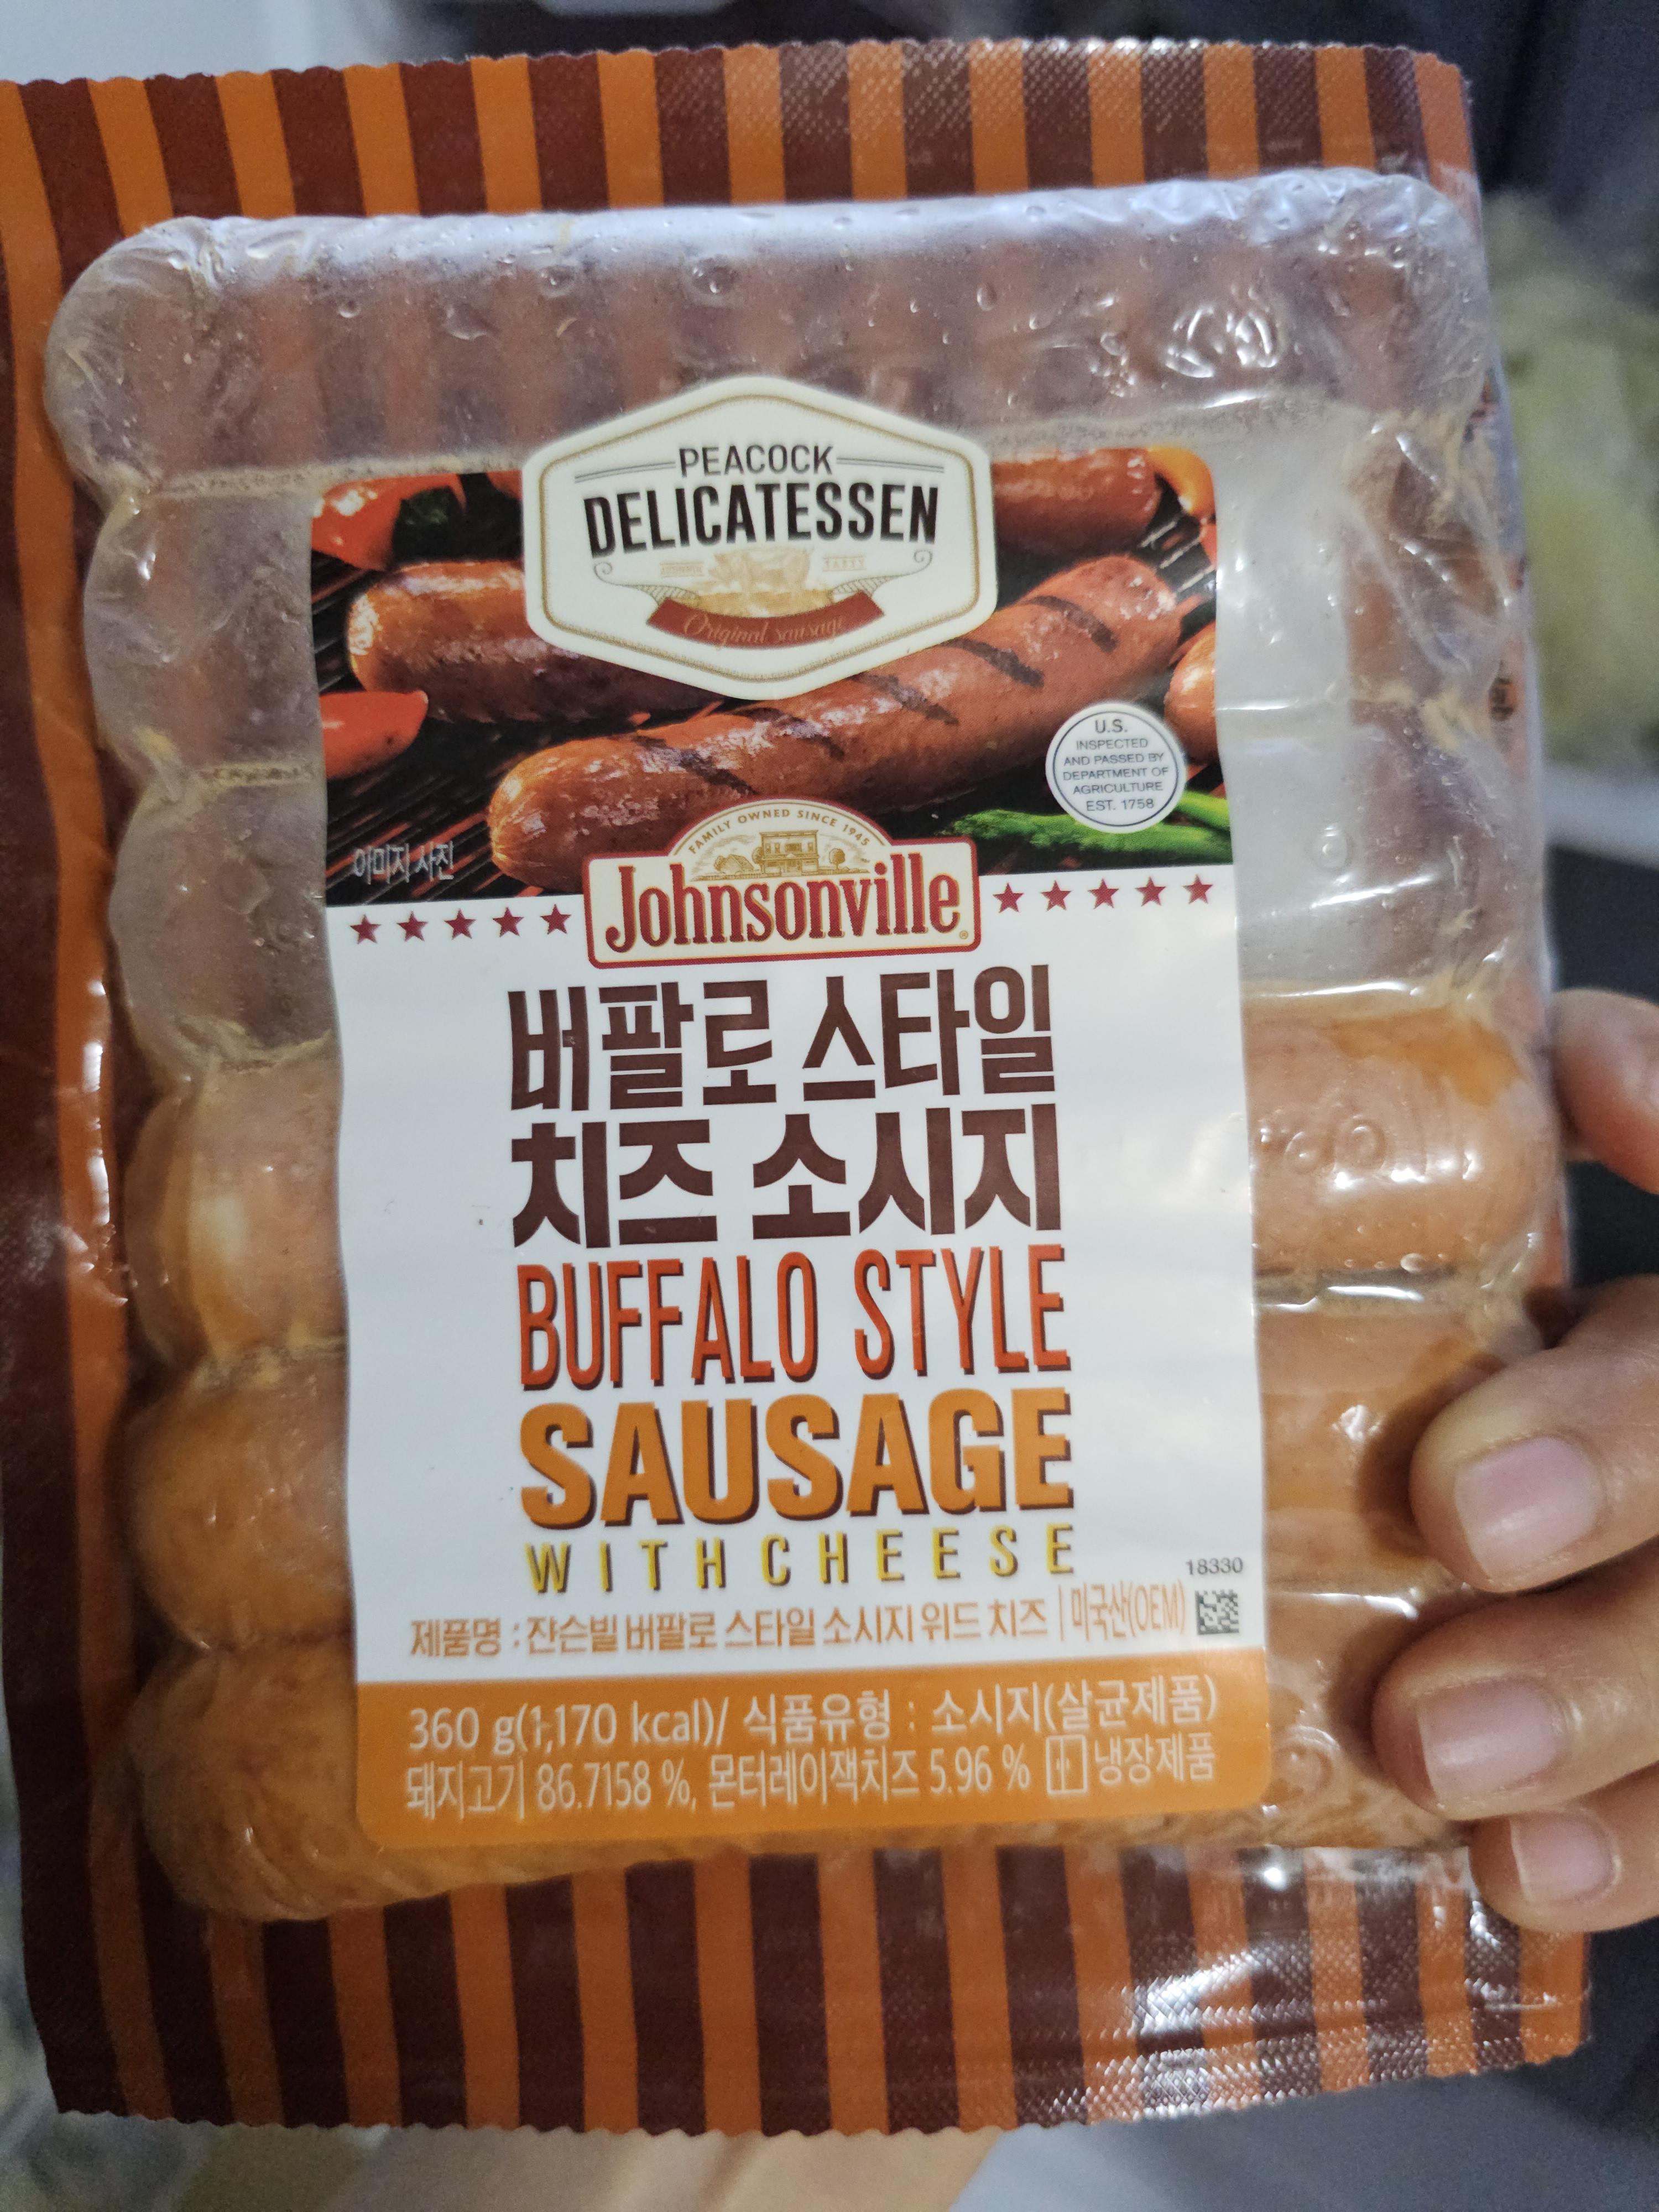 PEACOCK
DELICATESSEN
AUTHENTIC TASTE
Original sausage
U.S.
INSPECTED
AND PASSED BY
DEPARTMENT OF
AGRICULTURE
EST. 1758
이미지 사진
FAMILY OWNED SINCE 1945
Johnsonville
버팔로 스타일
치즈 소시지
BUFFALO STYLE
SAUSAGE
WITH CHEESE
18330
제품명 : 쟌슨빌 버팔로 스타일 소시지 위드 치즈 | 미국산(OEM)
360 g(1,170 kcal)/ 식품유형 : 소시지(살균제품)
돼지고기 86.7158 %, 몬터레이잭치즈 5.96 % 냉장제품